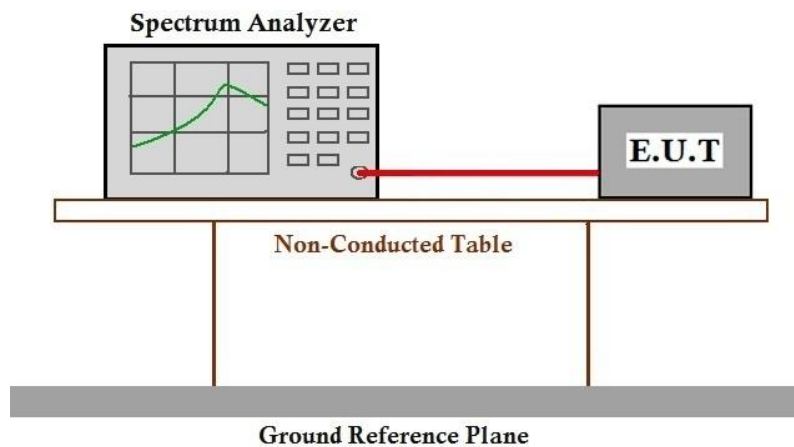 Spectrum Analyzer
E.U.T
Non-Conducted Table
Ground Reference Plane